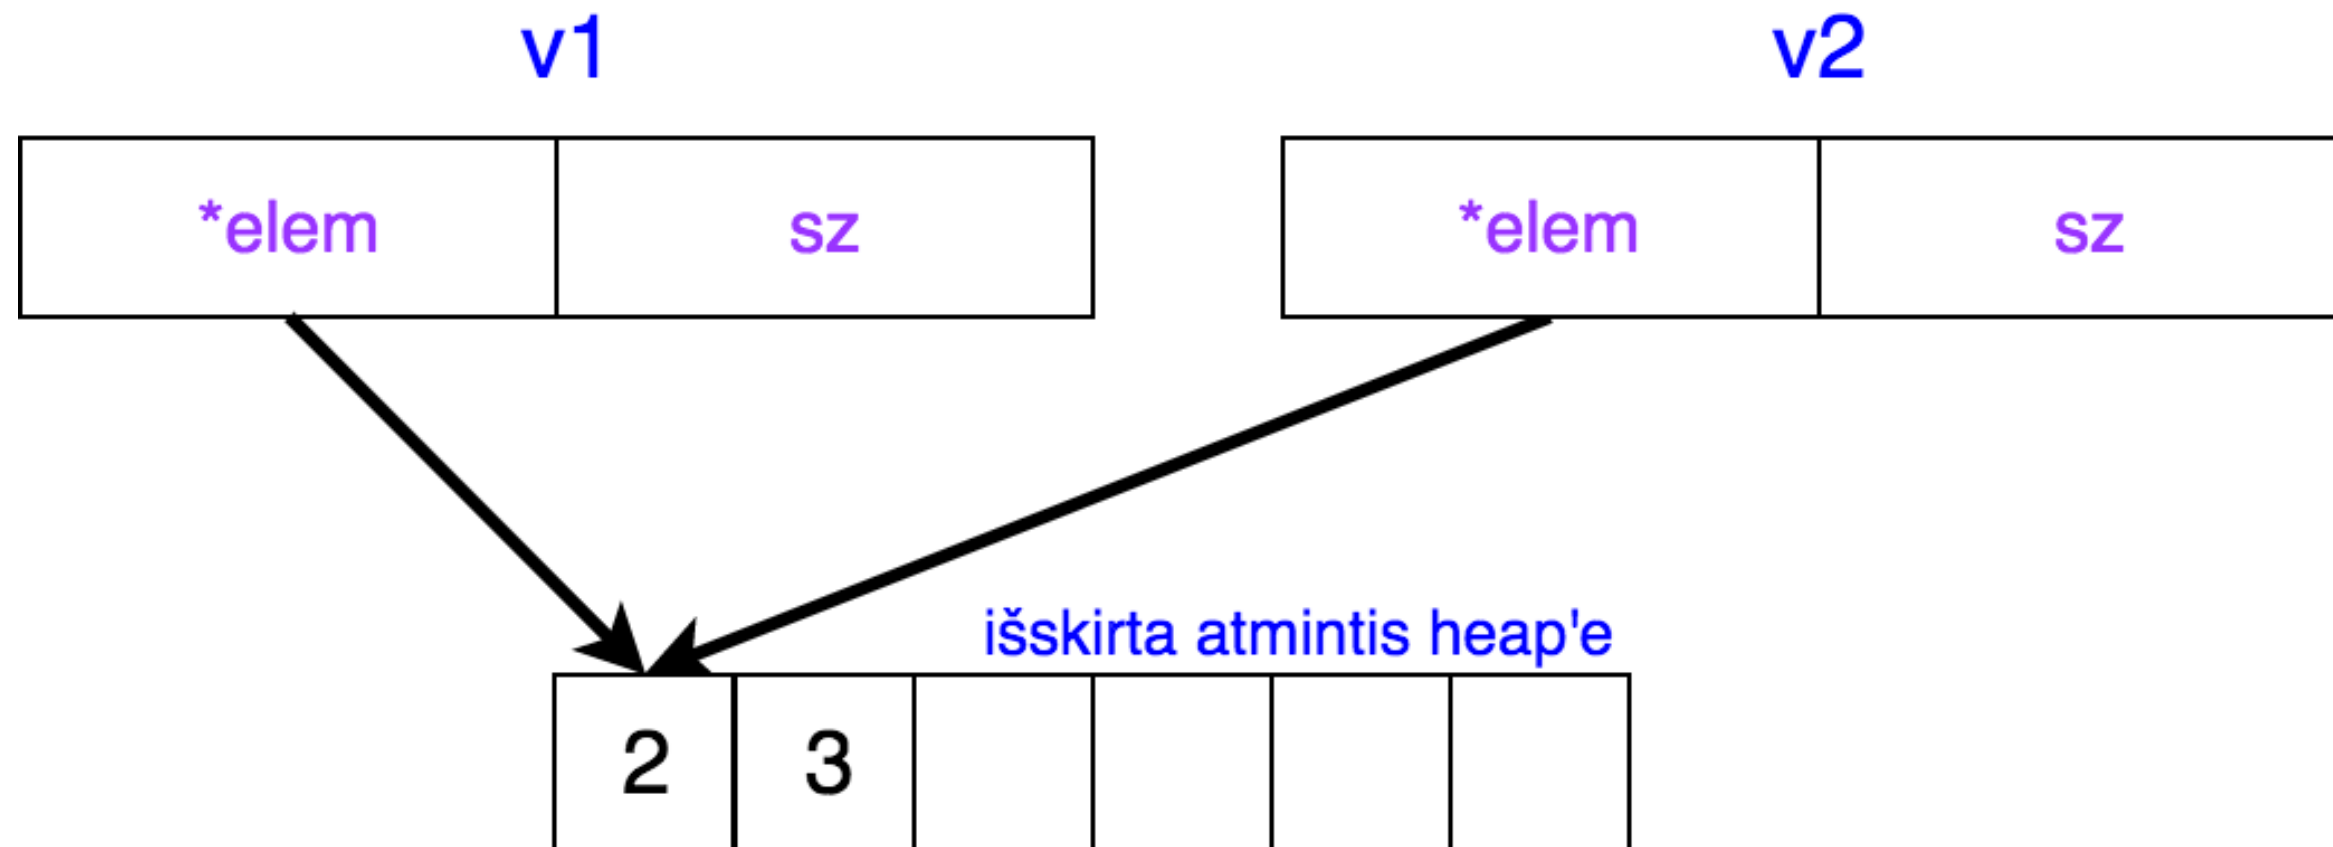 v1 v2
*elem sz *elem sz
išskirta atmintis heap'e
2 3